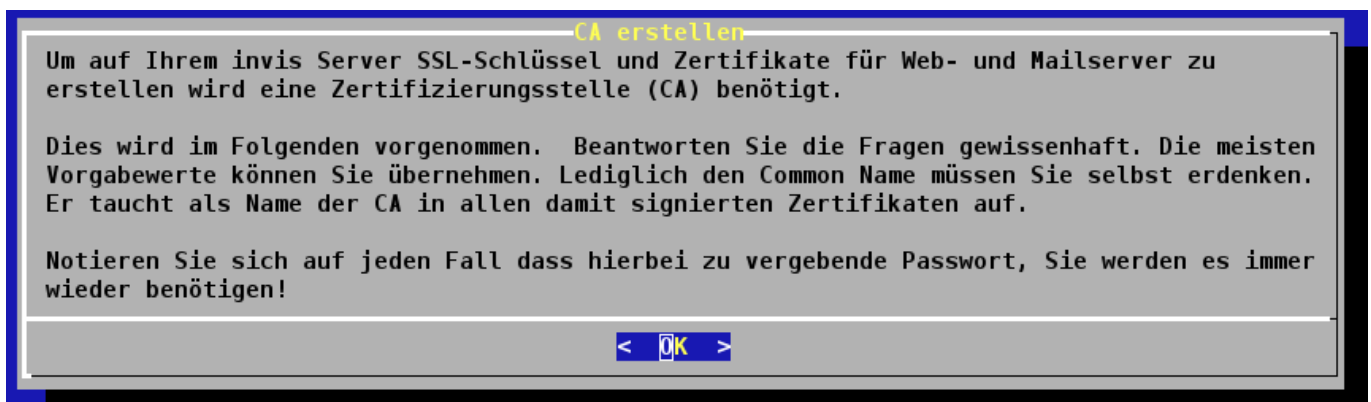 CA erstellen
Um auf Ihrem invis Server SSL-Schlüssel und Zertifikate für Web- und Mailserver zu
erstellen wird eine Zertifizierungsstelle (CA) benötigt.
Dies wird im Folgenden vorgenommen.  Beantworten Sie die Fragen gewissenhaft. Die meisten
Vorgabewerte können Sie übernehmen. Lediglich den Common Name müssen Sie selbst erdenken.
Er taucht als Name der CA in allen damit signierten Zertifikaten auf.
Notieren Sie sich auf jeden Fall dass hierbei zu vergebende Passwort, Sie werden es immer
wieder benötigen!
<  OK  >